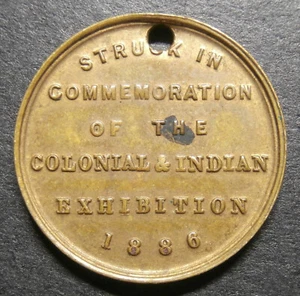 STRUCK IN
COMMEMORATION
OF THE
COLONIAL & INDIAN
EXHIBITION
1886.